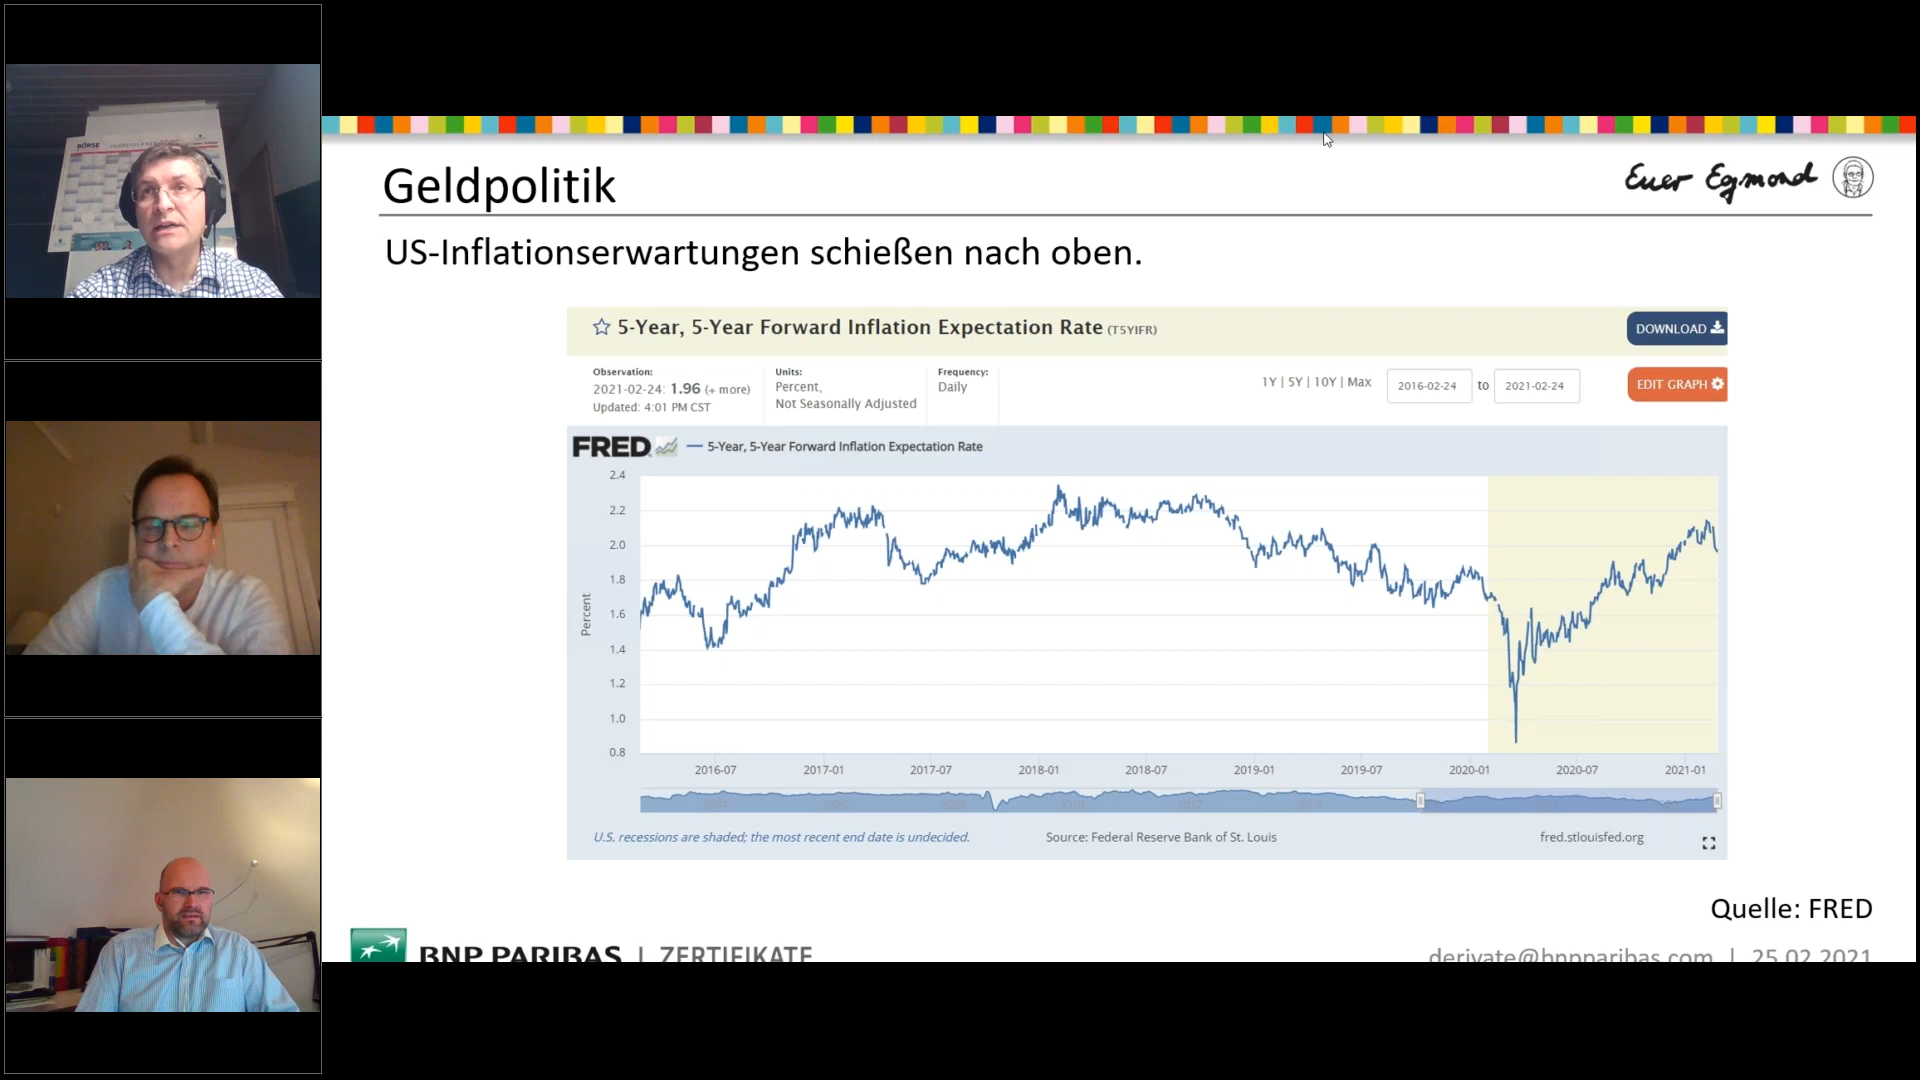 BÖRSE JAHRESPLANER
Geldpolitik
Euer Egmond
US-Inflationserwartungen schießen nach oben.
5-Year, 5-Year Forward Inflation Expectation Rate (T5YIFR)
DOWNLOAD
Observation:
2021-02-24: 1.96 (+ more)
Updated: 4:01 PM CST
Units:
Percent,
Not Seasonally Adjusted
Frequency:
Daily
1Y | 5Y | 10Y | Max
2016-02-24 to 2021-02-24
EDIT GRAPH
FRED
5-Year, 5-Year Forward Inflation Expectation Rate
Percent
2.4
2.2
2.0
1.8
1.6
1.4
1.2
1.0
0.8
2016-07 2017-01 2017-07 2018-01 2018-07 2019-01 2019-07 2020-01 2020-07 2021-01
U.S. recessions are shaded; the most recent end date is undecided.
Source: Federal Reserve Bank of St. Louis
fred.stlouisfed.org
Quelle: FRED
BNP PARIBAS | ZERTIFIKATE
derivate@bnpparibas.com | 25.02.2021